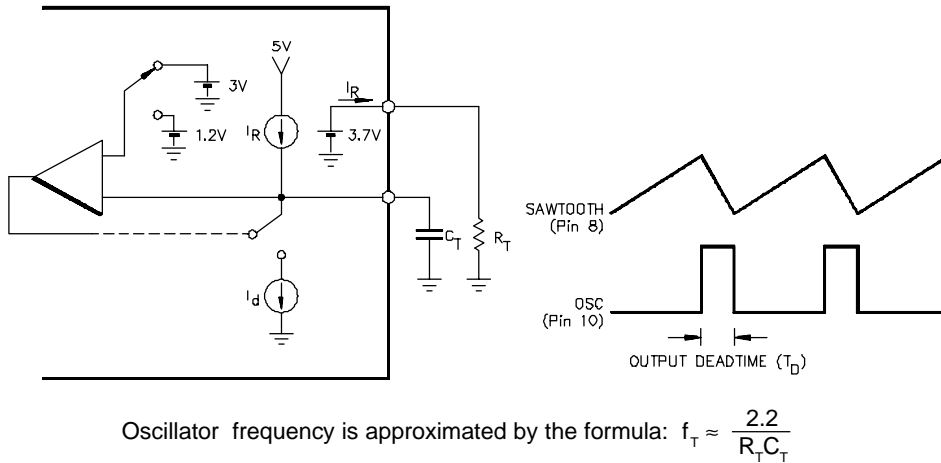 5V
3V
I_R
1.2V
I_R
3.7V
C_T
R_T
I_d
SAWTOOTH
(Pin 8)
OSC
(Pin 10)
OUTPUT DEADTIME (T_D)
Oscillator frequency is approximated by the formula: f_T ≈ 2.2 / R_T C_T